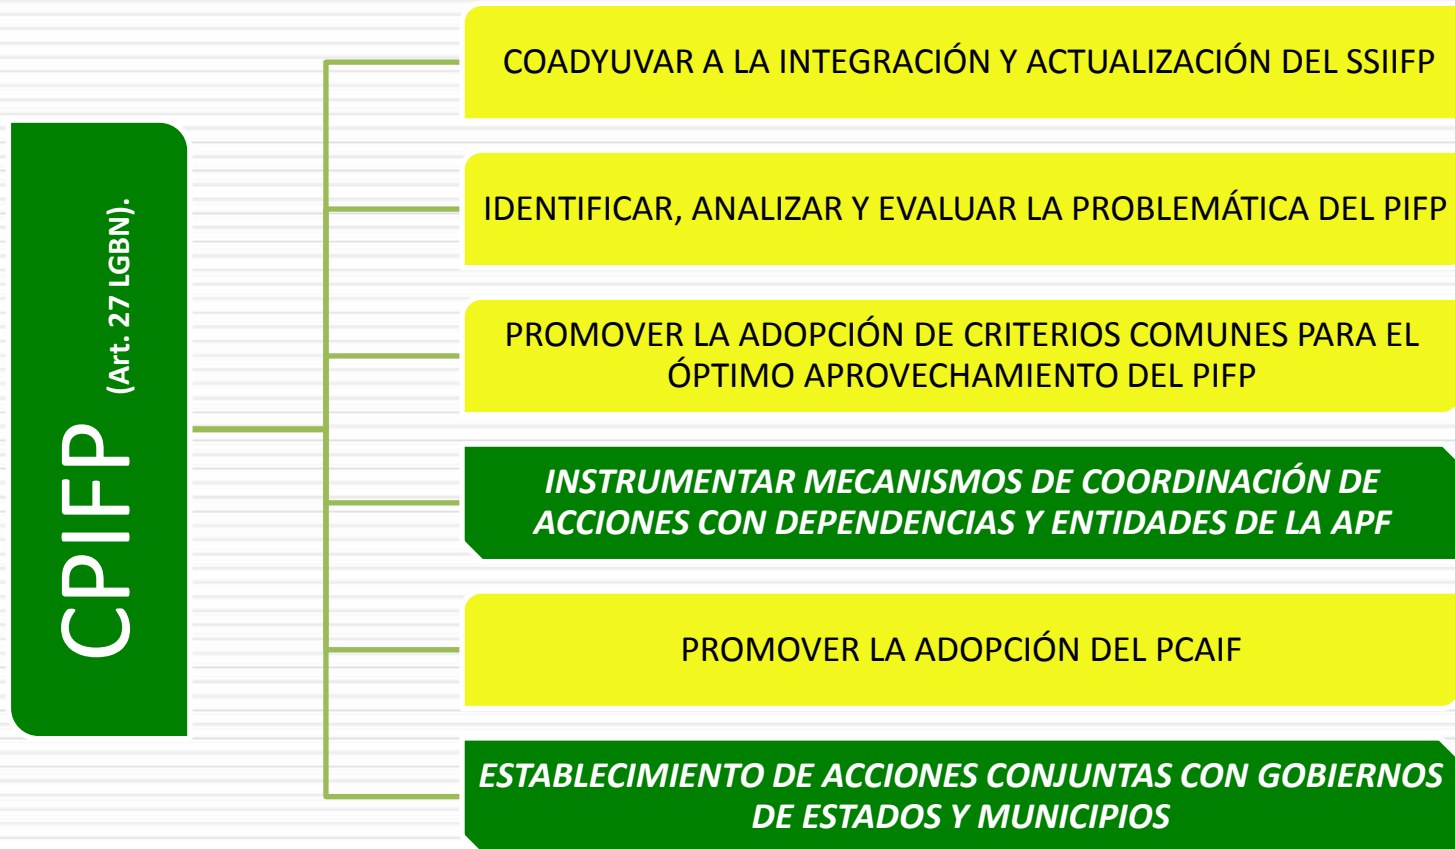 CPIFP (Art. 27 LGBN).
COADYUVAR A LA INTEGRACIÓN Y ACTUALIZACIÓN DEL SSIIFP
IDENTIFICAR, ANALIZAR Y EVALUAR LA PROBLEMÁTICA DEL PIFP
PROMOVER LA ADOPCIÓN DE CRITERIOS COMUNES PARA EL
ÓPTIMO APROVECHAMIENTO DEL PIFP
INSTRUMENTAR MECANISMOS DE COORDINACIÓN DE
ACCIONES CON DEPENDENCIAS Y ENTIDADES DE LA APF
PROMOVER LA ADOPCIÓN DEL PCAIF
ESTABLECIMIENTO DE ACCIONES CONJUNTAS CON GOBIERNOS
DE ESTADOS Y MUNICIPIOS